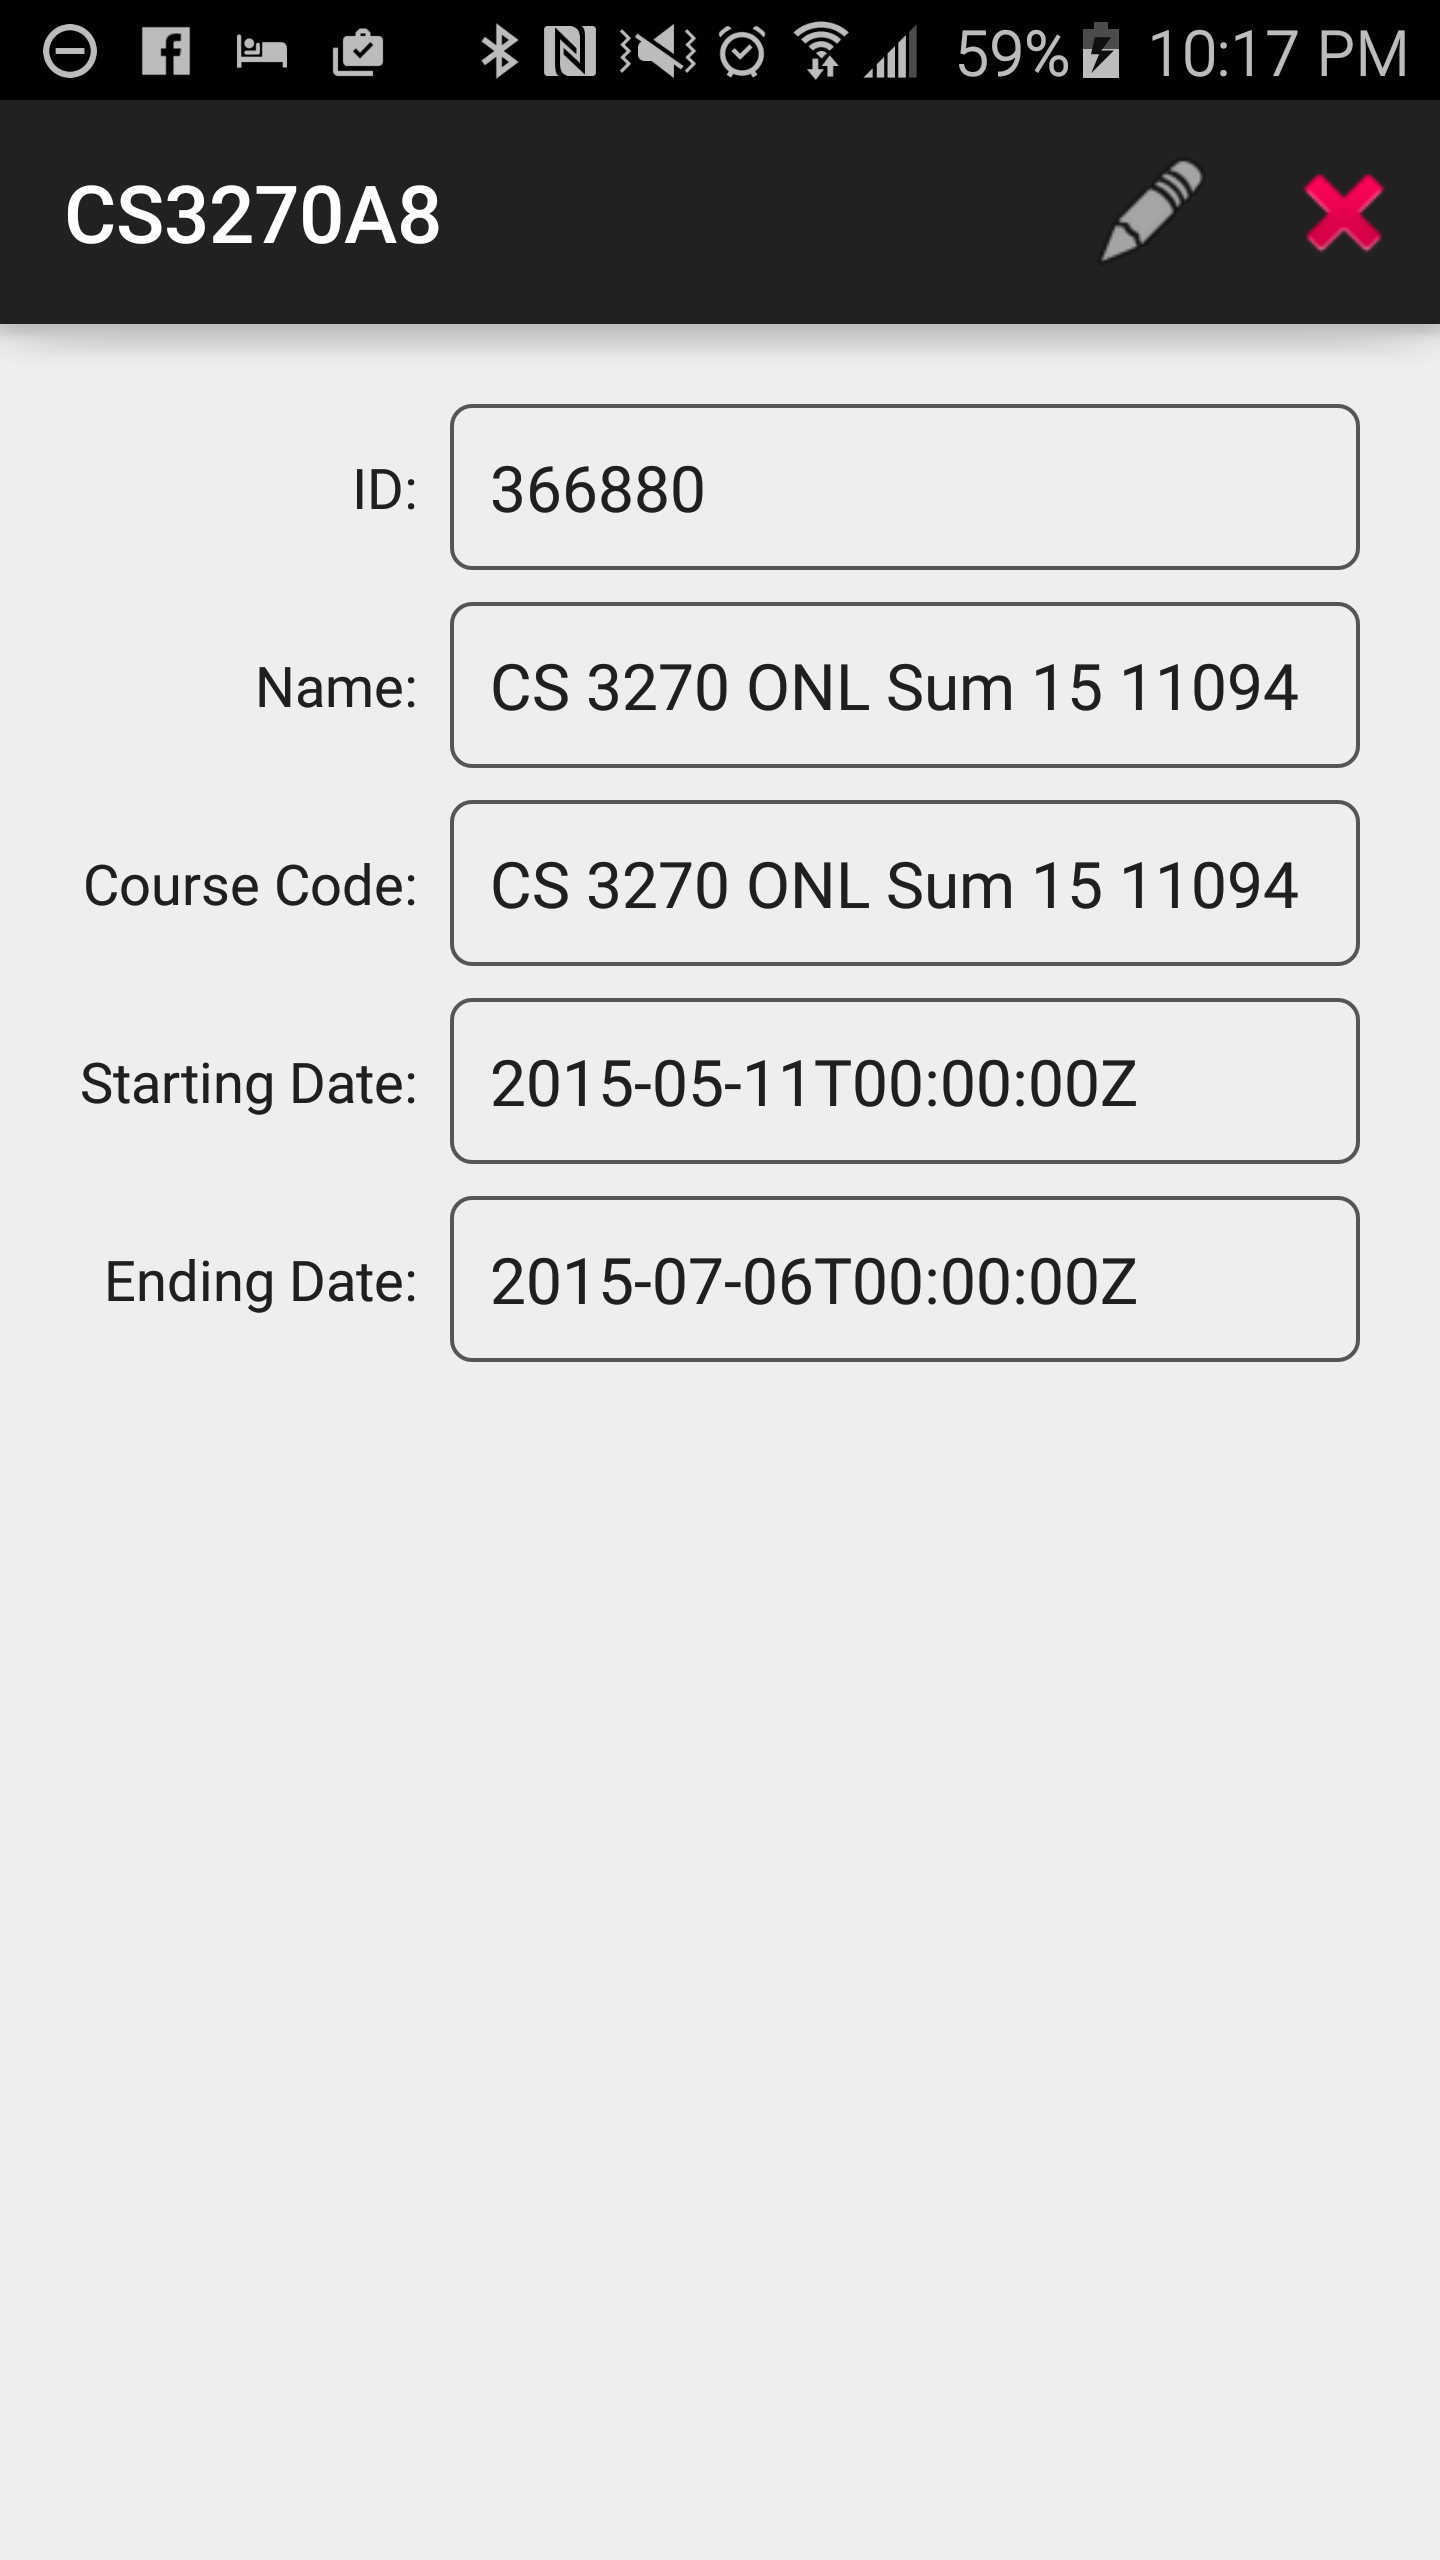 59% 10:17 PM
CS3270A8
ID: 366880
Name: CS 3270 ONL Sum 15 11094
Course Code: CS 3270 ONL Sum 15 11094
Starting Date: 2015-05-11T00:00:00Z
Ending Date: 2015-07-06T00:00:00Z